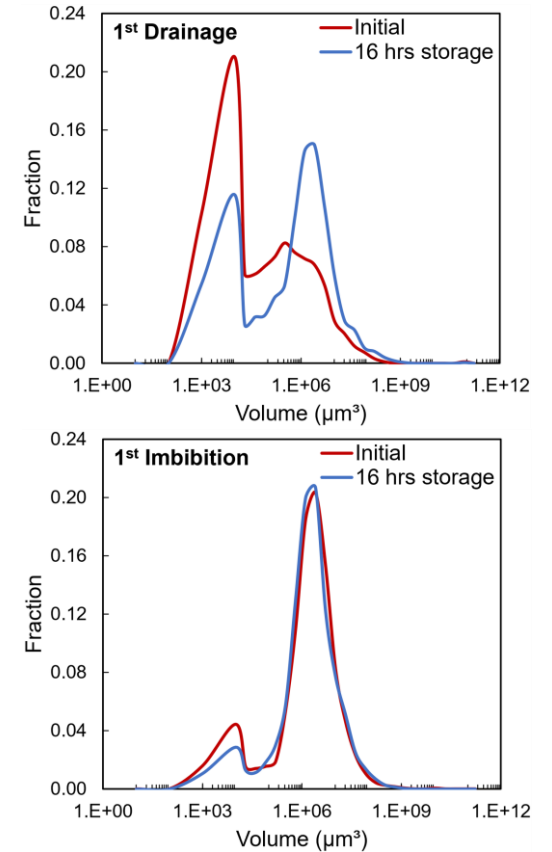 1st Drainage
Initial
16 hrs storage
0.24
0.20
0.16
0.12
0.08
0.04
0.00
Fraction
1.E+00 1.E+03 1.E+06 1.E+09 1.E+12
Volume (µm³)
1st Imbibition
Initial
16 hrs storage
0.24
0.20
0.16
0.12
0.08
0.04
0.00
Fraction
1.E+00 1.E+03 1.E+06 1.E+09 1.E+12
Volume (µm³)